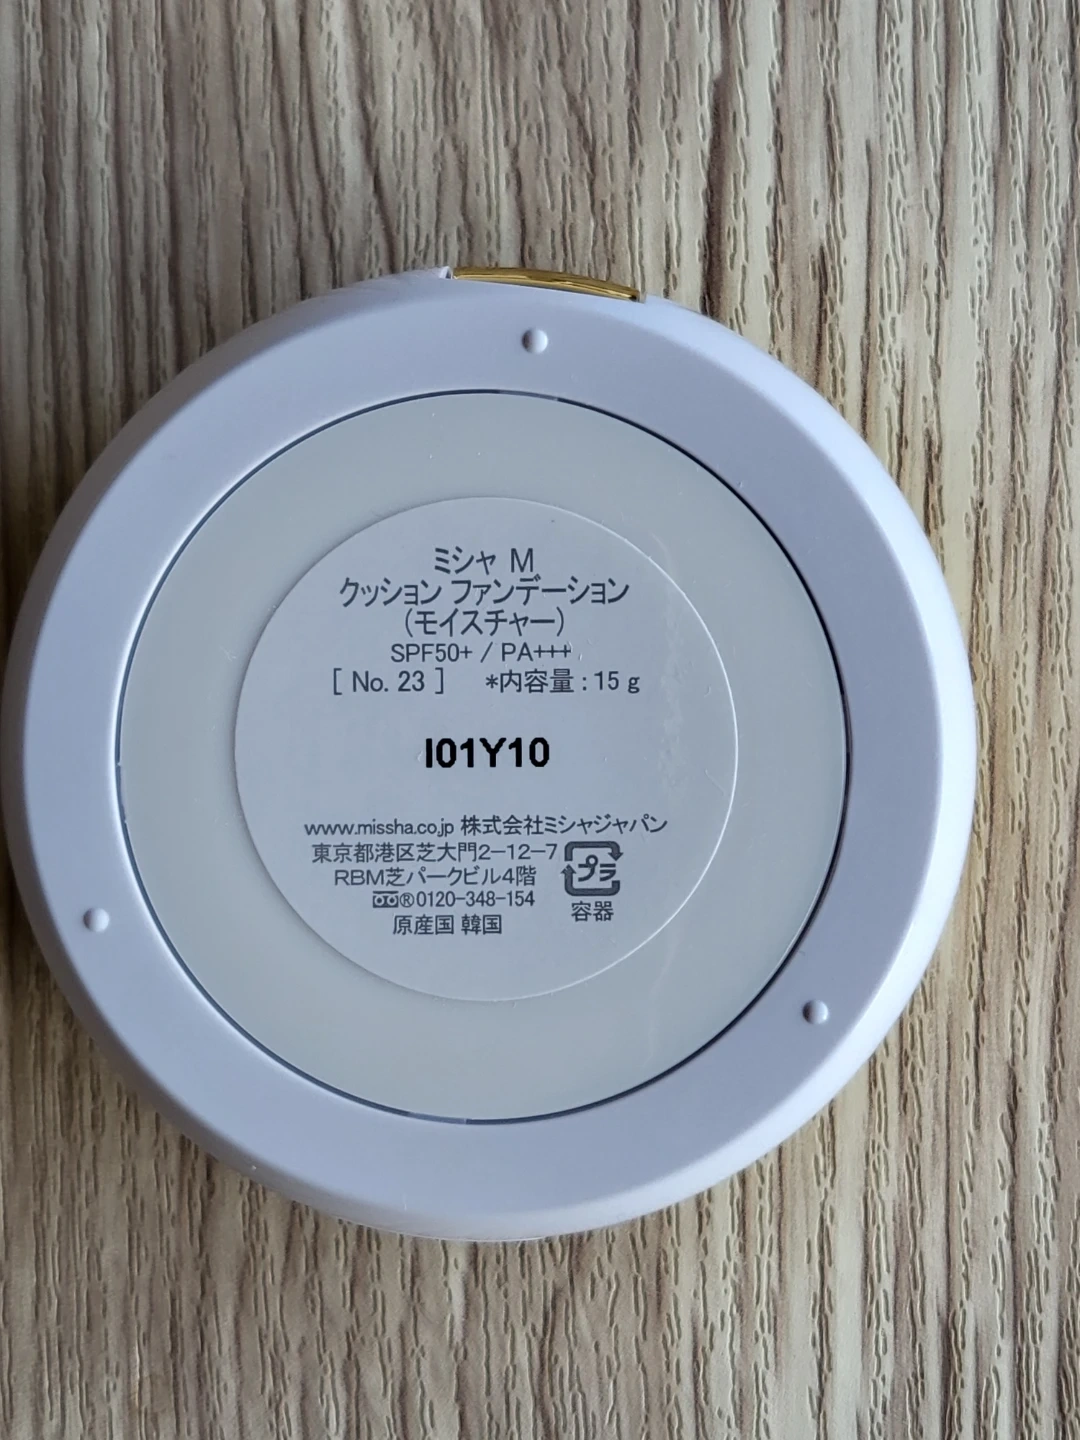 ミシャ M
クッション ファンデーション
(モイスチャー)
SPF50+ / PA+++
[ No. 23 ] *内容量 : 15 g
I01Y10
www.missha.co.jp 株式会社ミシャジャパン
東京都港区芝大門2-12-7
RBM芝パークビル4階
®0120-348-154
原産国 韓国
プラ
容器